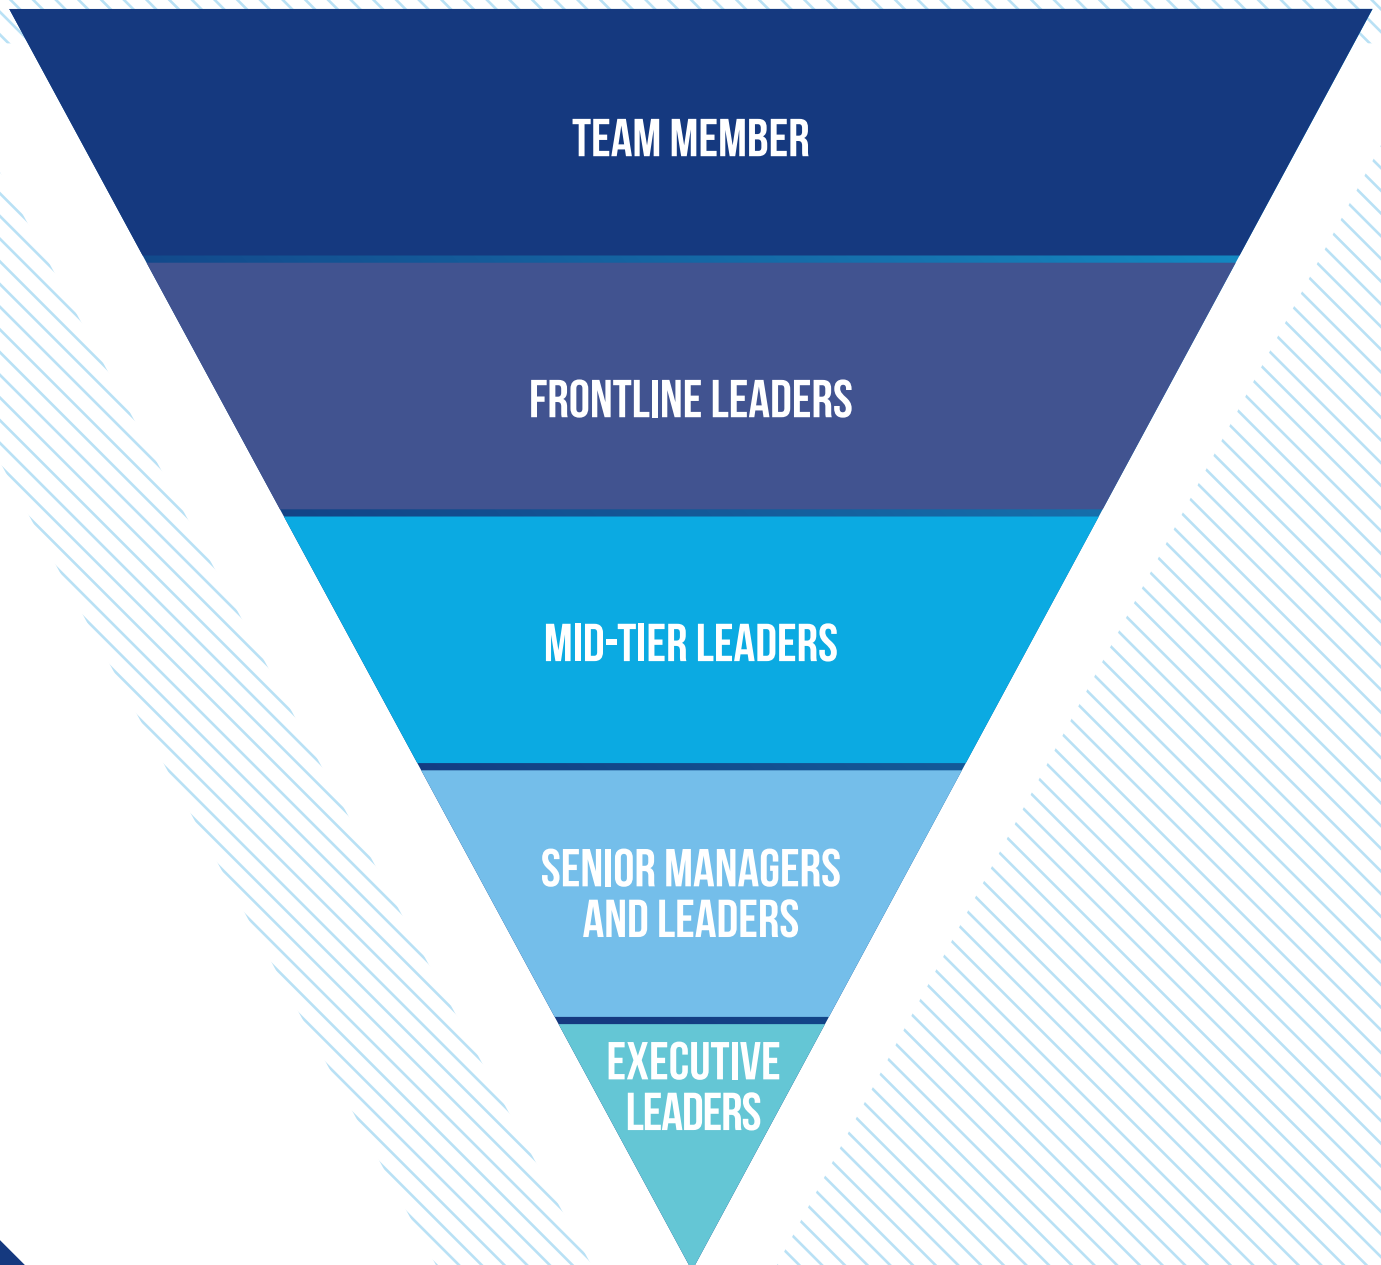 TEAM MEMBER
FRONTLINE LEADERS
MID-TIER LEADERS
SENIOR MANAGERS
AND LEADERS
EXECUTIVE
LEADERS